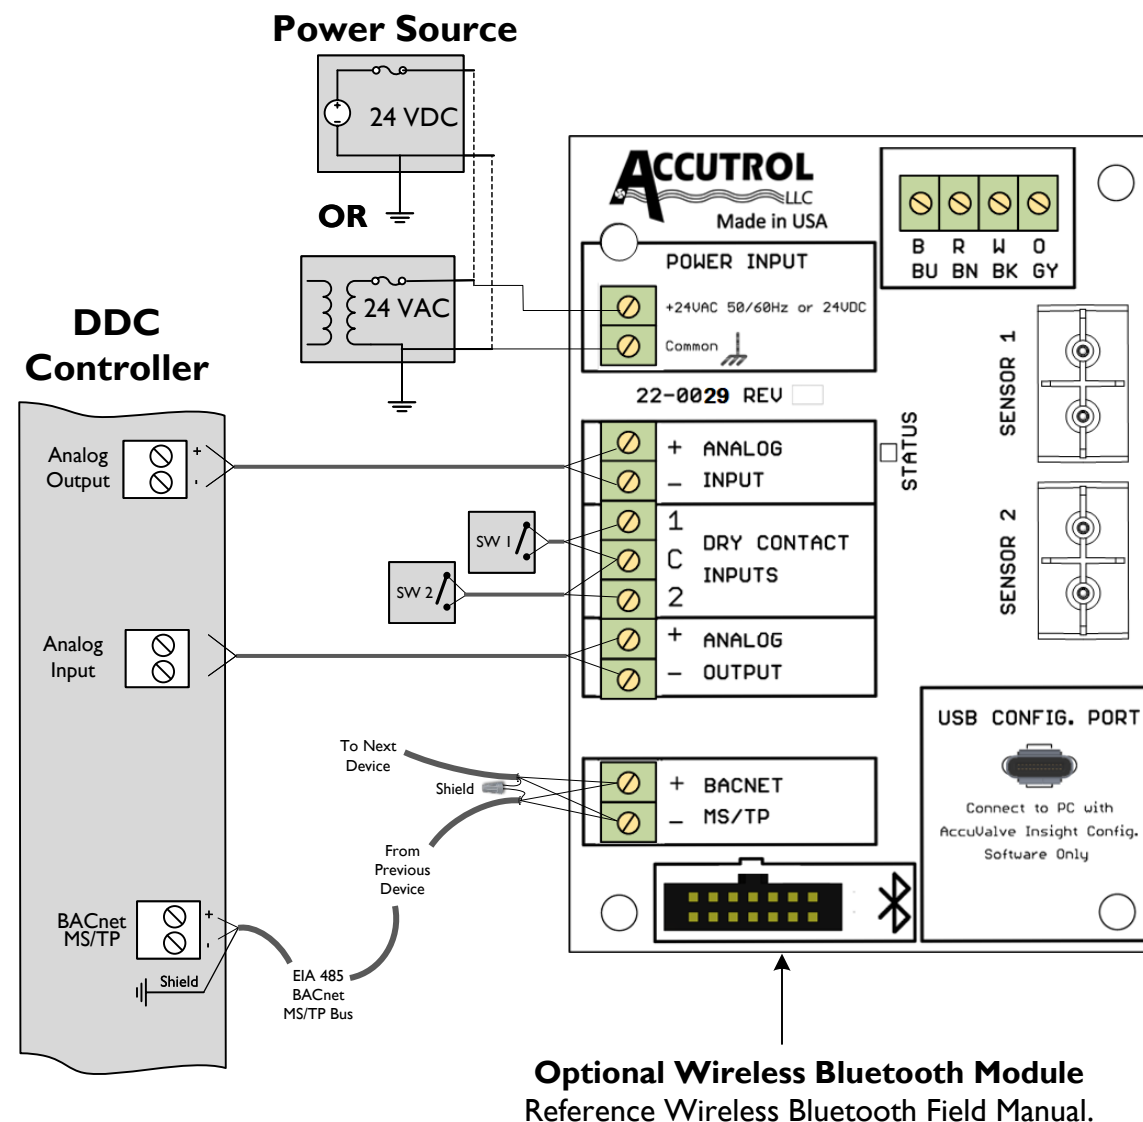 Power Source
24 VDC
OR
24 VAC
DDC
Controller
Analog
Output
+
-
SW 1
SW 2
Analog
Input
To Next
Device
Shield
From
Previous
Device
BACnet
MS/TP
+
-
Shield
EIA 485
BACnet
MS/TP Bus
ACCUTROL
LLC
Made in USA
B R W O
BU BN BK GY
POWER INPUT
+24VAC 50/60Hz or 24VDC
Common
22-0029 REV
STATUS
SENSOR 1
SENSOR 2
+ ANALOG
- INPUT
1
C
2
DRY CONTACT
INPUTS
+ ANALOG
- OUTPUT
+ BACNET
- MS/TP
USB CONFIG. PORT
Connect to PC with
AccuValve Insight Config.
Software Only
Optional Wireless Bluetooth Module
Reference Wireless Bluetooth Field Manual.